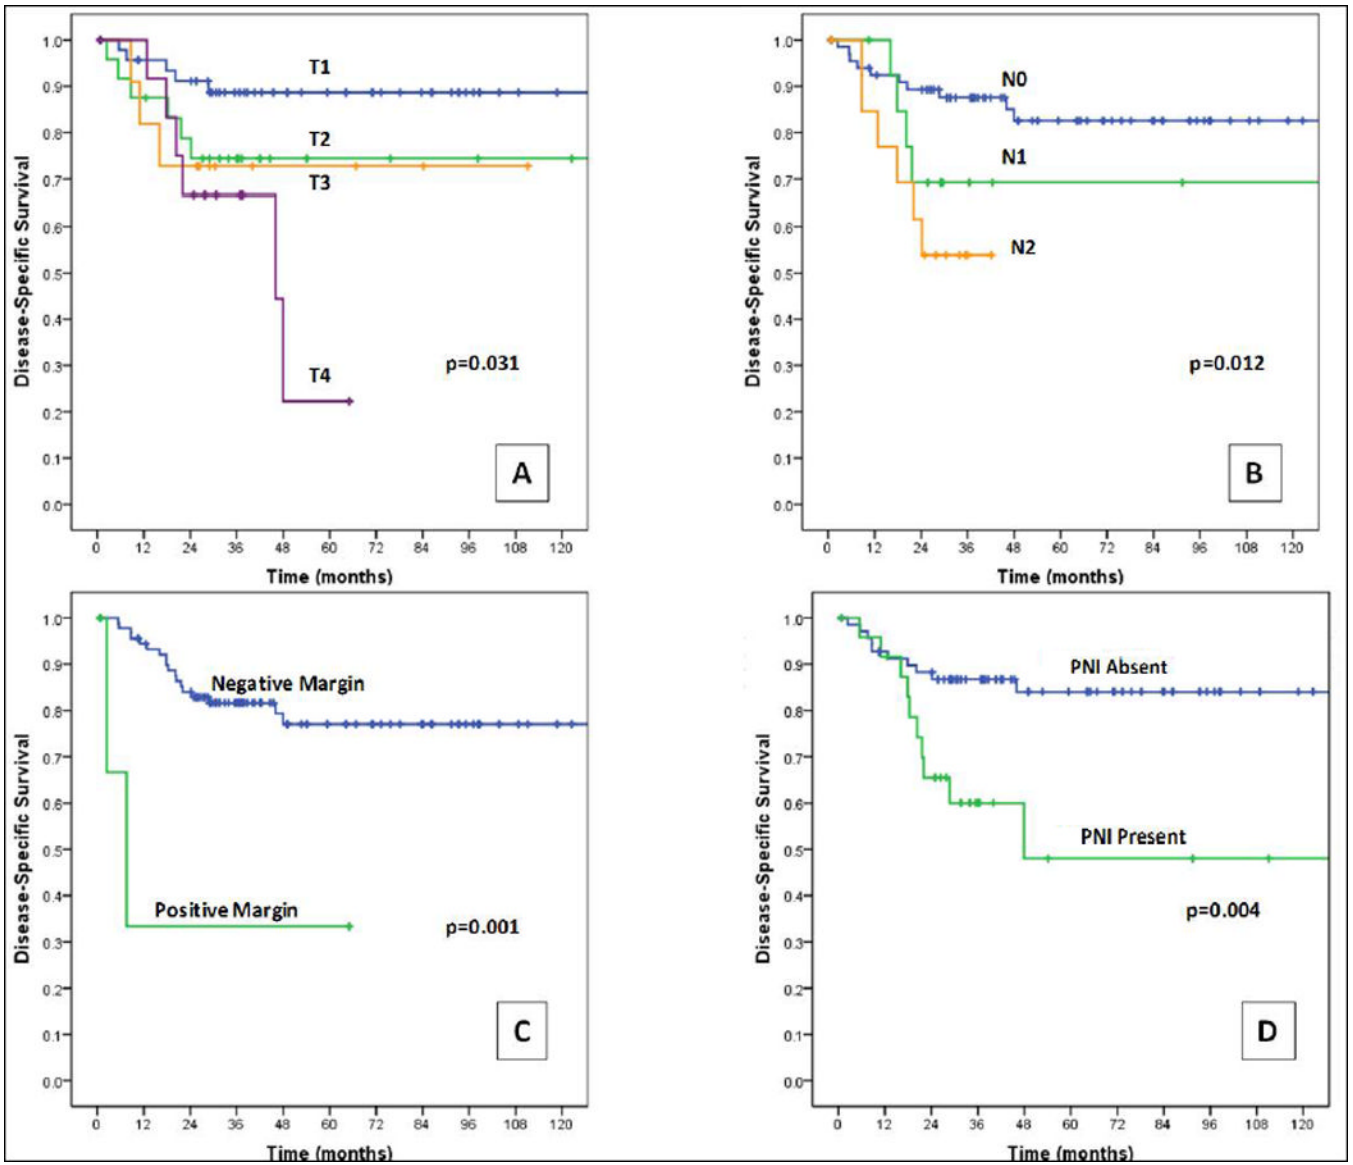 Disease-Specific Survival
1.0
0.9
0.8
0.7
0.6
0.5
0.4
0.3
0.2
0.1
0.0
T1
T2
T3
T4
p=0.031
A
0 12 24 36 48 60 72 84 96 108 120
Time (months)
Disease-Specific Survival
1.0
0.9
0.8
0.7
0.6
0.5
0.4
0.3
0.2
0.1
0.0
N0
N1
N2
p=0.012
B
0 12 24 36 48 60 72 84 96 108 120
Time (months)
Disease-Specific Survival
1.0
0.9
0.8
0.7
0.6
0.5
0.4
0.3
0.2
0.1
0.0
Negative Margin
Positive Margin
p=0.001
C
0 12 24 36 48 60 72 84 96 108 120
Time (months)
Disease-Specific Survival
1.0
0.9
0.8
0.7
0.6
0.5
0.4
0.3
0.2
0.1
0.0
PNI Absent
PNI Present
p=0.004
D
0 12 24 36 48 60 72 84 96 108 120
Time (months)